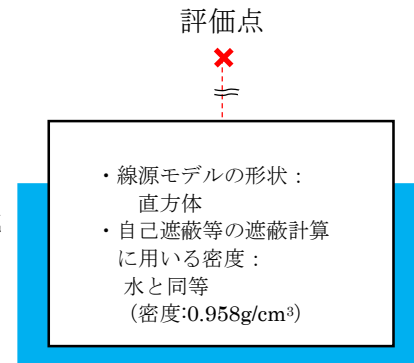 評価点
・線源モデルの形状：
直方体
・自己遮蔽等の遮蔽計算
に用いる密度：
水と同等
（密度:0.958g/cm³）